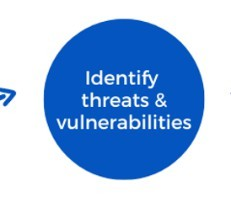 Identify
threats &
vulnerabilities